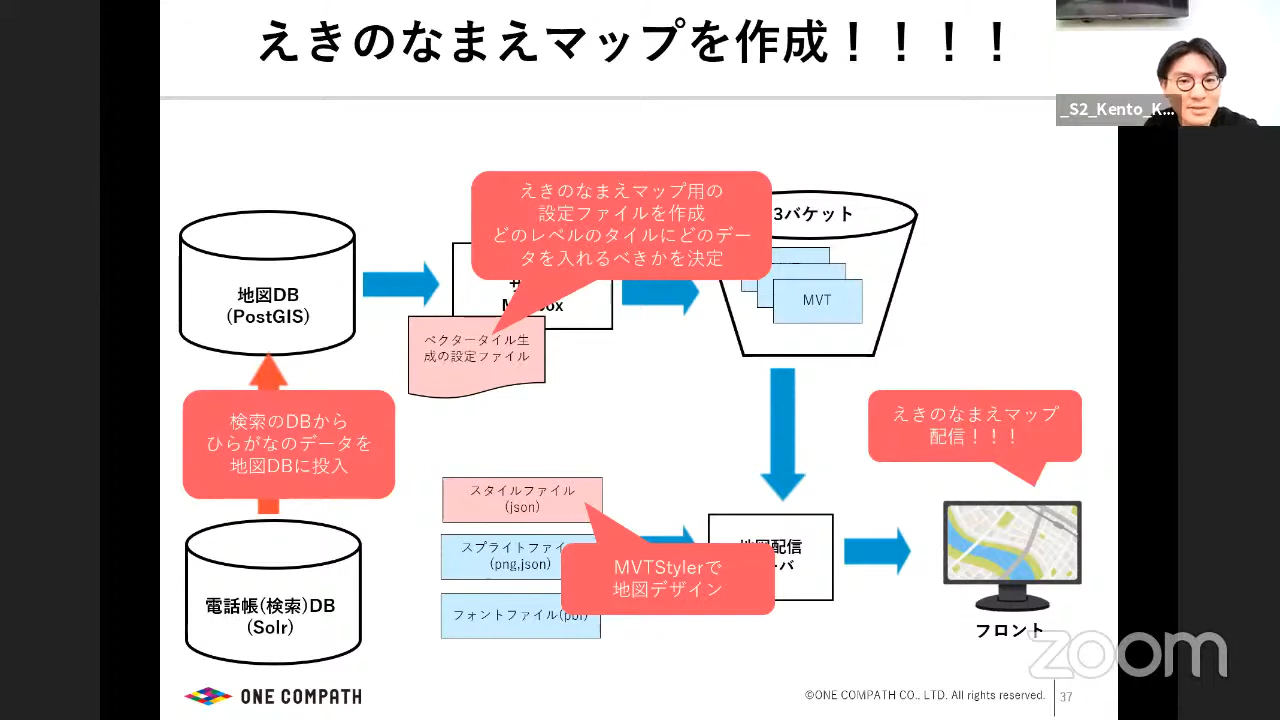 えきのなまえマップを作成！！！！
_S2_Kento_K...
えきのなまえマップ用の
設定ファイルを作成
どのレベルのタイルにどのデー
タを入れるべきかを決定
3バケット
地図DB
(PostGIS)
MVT
ベクタータイル生
成の設定ファイル
検索のDBから
ひらがなのデータを
地図DBに投入
えきのなまえマップ
配信！！！
スタイルファイル
(json)
スプライトファイ
(png,json)
MVTStylerで
地図デザイン
地図配信
バ
フォントファイル(pbf)
電話帳(検索)DB
(Solr)
フロント
zoom
ONE COMPATH
©ONE COMPATH CO., LTD. All rights reserved.
37